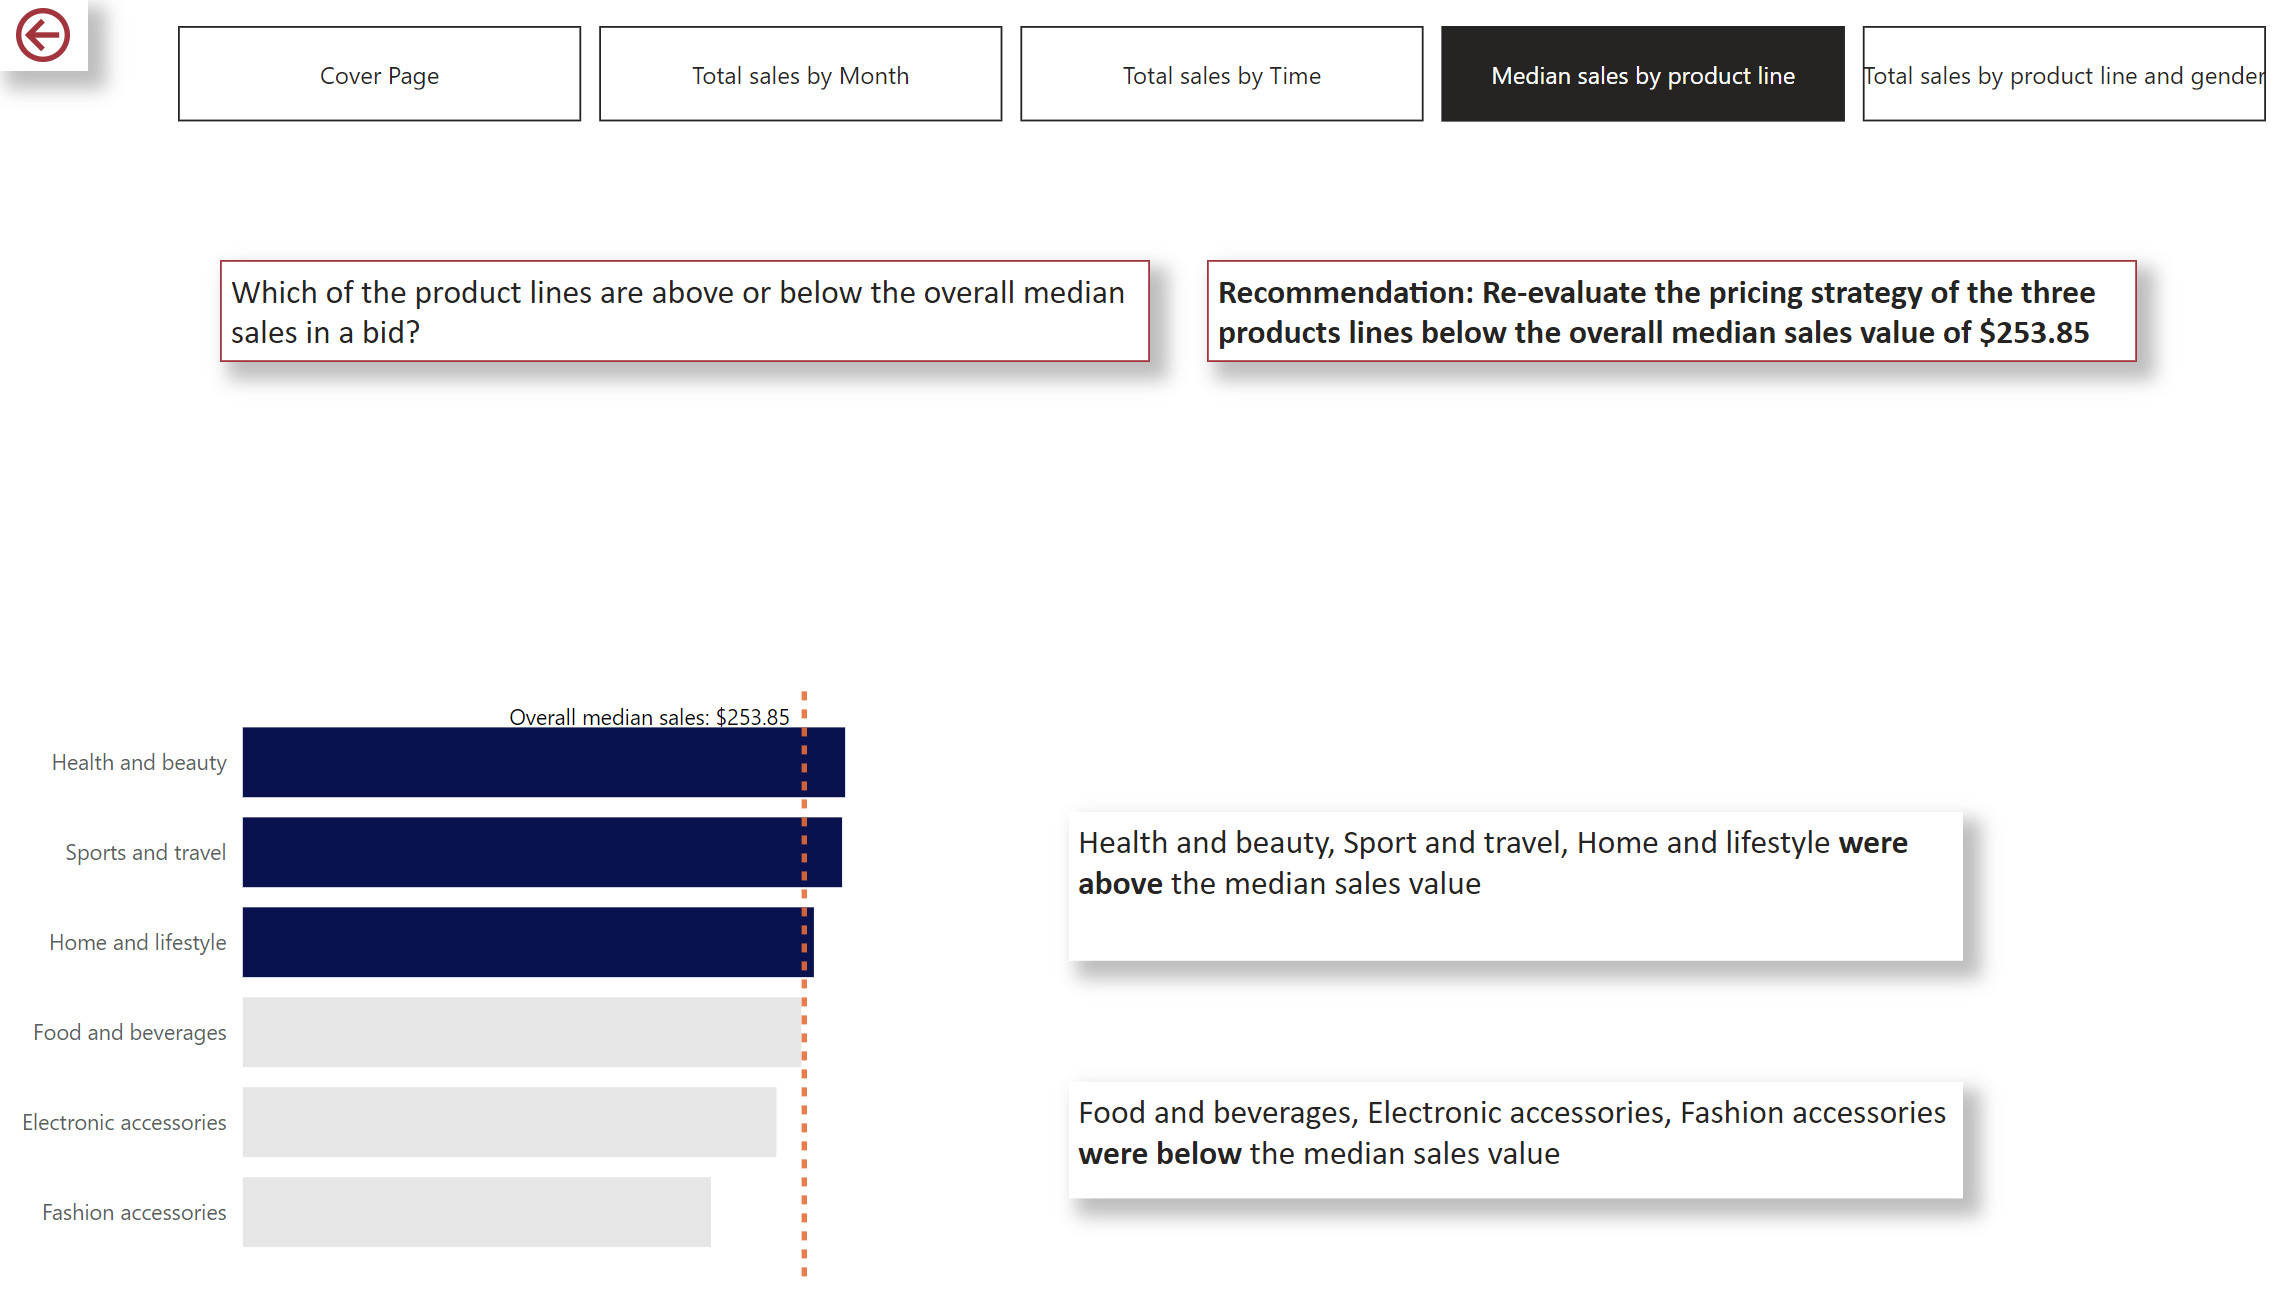 Cover Page
Total sales by Month
Total sales by Time
Median sales by product line
Total sales by product line and gender
Which of the product lines are above or below the overall median
sales in a bid?
Recommendation: Re-evaluate the pricing strategy of the three
products lines below the overall median sales value of $253.85
Overall median sales: $253.85
Health and beauty
Sports and travel
Home and lifestyle
Food and beverages
Electronic accessories
Fashion accessories
Health and beauty, Sport and travel, Home and lifestyle were
above the median sales value
Food and beverages, Electronic accessories, Fashion accessories
were below the median sales value